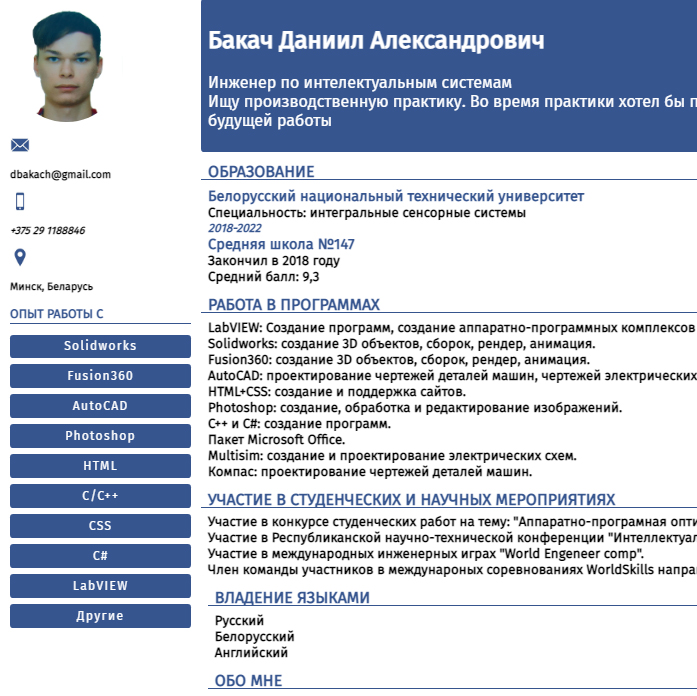 dbakach@gmail.com
+375 29 1188846
Минск, Беларусь
ОПЫТ РАБОТЫ С
Solidworks
Fusion360
AutoCAD
Photoshop
HTML
C/C++
CSS
C#
LabVIEW
Другие
Бакач Даниил Александрович
Инженер по интелектуальным системам
Ищу производственную практику. Во время практики хотел бы
будущей работы
ОБРАЗОВАНИЕ
Белорусский национальный технический университет
Специальность: интегральные сенсорные системы
2018-2022
Средняя школа №147
Закончил в 2018 году
Средний балл: 9,3
РАБОТА В ПРОГРАММАХ
LabVIEW: Создание программ, создание аппаратно-программных комплексов
Solidworks: создание 3D объектов, сборок, рендер, анимация.
Fusion360: создание 3D объектов, сборок, рендер, анимация.
AutoCAD: проектирование чертежей деталей машин, чертежей электрических
HTML+CSS: создание и поддержка сайтов.
Photoshop: создание, обработка и редактирование изображений.
C++ и C#: создание программ.
Пакет Microsoft Office.
Multisim: создание и проектирование электрических схем.
Компас: проектирование чертежей деталей машин.
УЧАСТИЕ В СТУДЕНЧЕСКИХ И НАУЧНЫХ МЕРОПРИЯТИЯХ
Участие в конкурсе студенческих работ на тему: "Аппаратно-програмная
Участие в Республиканской научно-технической конференции
Участие в международных инженерных играх "World Engeneer comp".
Член команды участников в междунароных соревнованиях WorldSkills
ВЛАДЕНИЕ ЯЗЫКАМИ
Русский
Белорусский
Английский
ОБО МНЕ